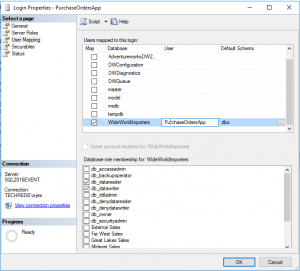 Login Properties - PurchaseOrdersApp
Select a page
General
Server Roles
User Mapping
Securables
Status
Script
Help
Users mapped to this login:
Map
Database
User
Default Schema
AdventureworksDW2...
DWConfiguration
DWDiagnostics
DWQueue
master
model
msdb
tempdb
WideWorldImporters
PurchaseOrdersApp
dbo
...
Guest account enabled for: WideWorldImporters
Database role membership for: WideWorldImporters
db_accessadmin
db_backupoperator
db_datareader
db_datawriter
db_ddladmin
db_denydatareader
db_denydatawriter
db_owner
db_securityadmin
External Sales
Far West Sales
Great Lakes Sales
Mideast Sales
Connection
Server:
SQL2016EVENT
Connection:
View connection properties
Progress
Ready
OK
Cancel